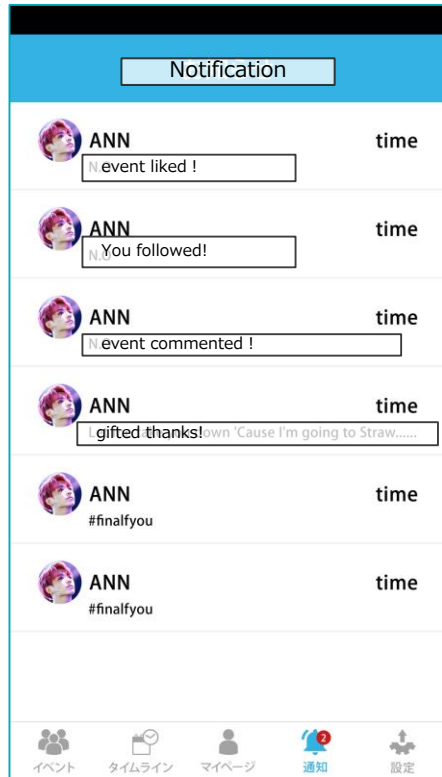 Notification
ANN
time
N.O
event liked !
ANN
time
N.O
You followed!
ANN
time
N.O
event commented !
ANN
time
gifted thanks!
own 'Cause I'm going to Straw......
ANN
time
#finalfyou
ANN
time
#finalfyou
2
イベント
タイムライン
マイページ
通知
設定